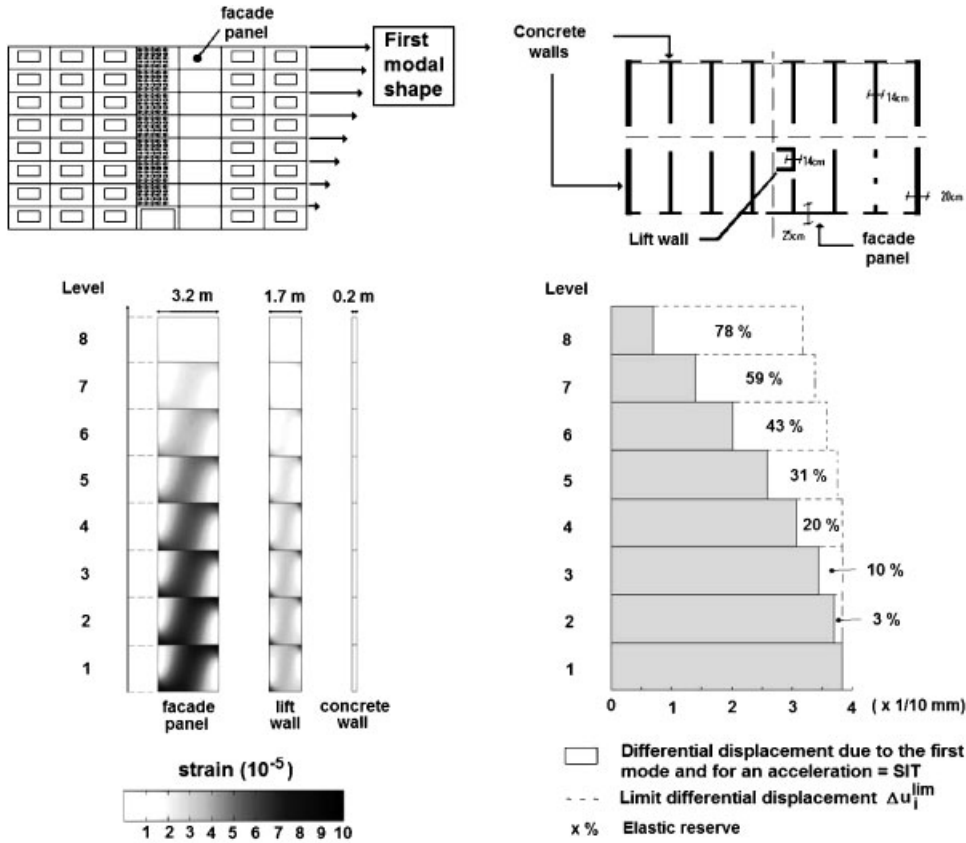 facade
panel
First
modal
shape
Concrete
walls
14cm
14cm
20cm
Lift wall
25cm
facade
panel
Level
3.2 m
1.7 m
0.2 m
8
7
6
5
4
3
2
1
facade
panel
lift
wall
concrete
wall
strain (10⁻⁵)
1 2 3 4 5 6 7 8 9 10
Level
8
78 %
7
59 %
6
43 %
5
31 %
4
20 %
3
10 %
2
3 %
1
0 1 2 3 4 ( x 1/10 mm)
Differential displacement due to the first
mode and for an acceleration = SIT
Limit differential displacement Δu_i^lim
x % Elastic reserve